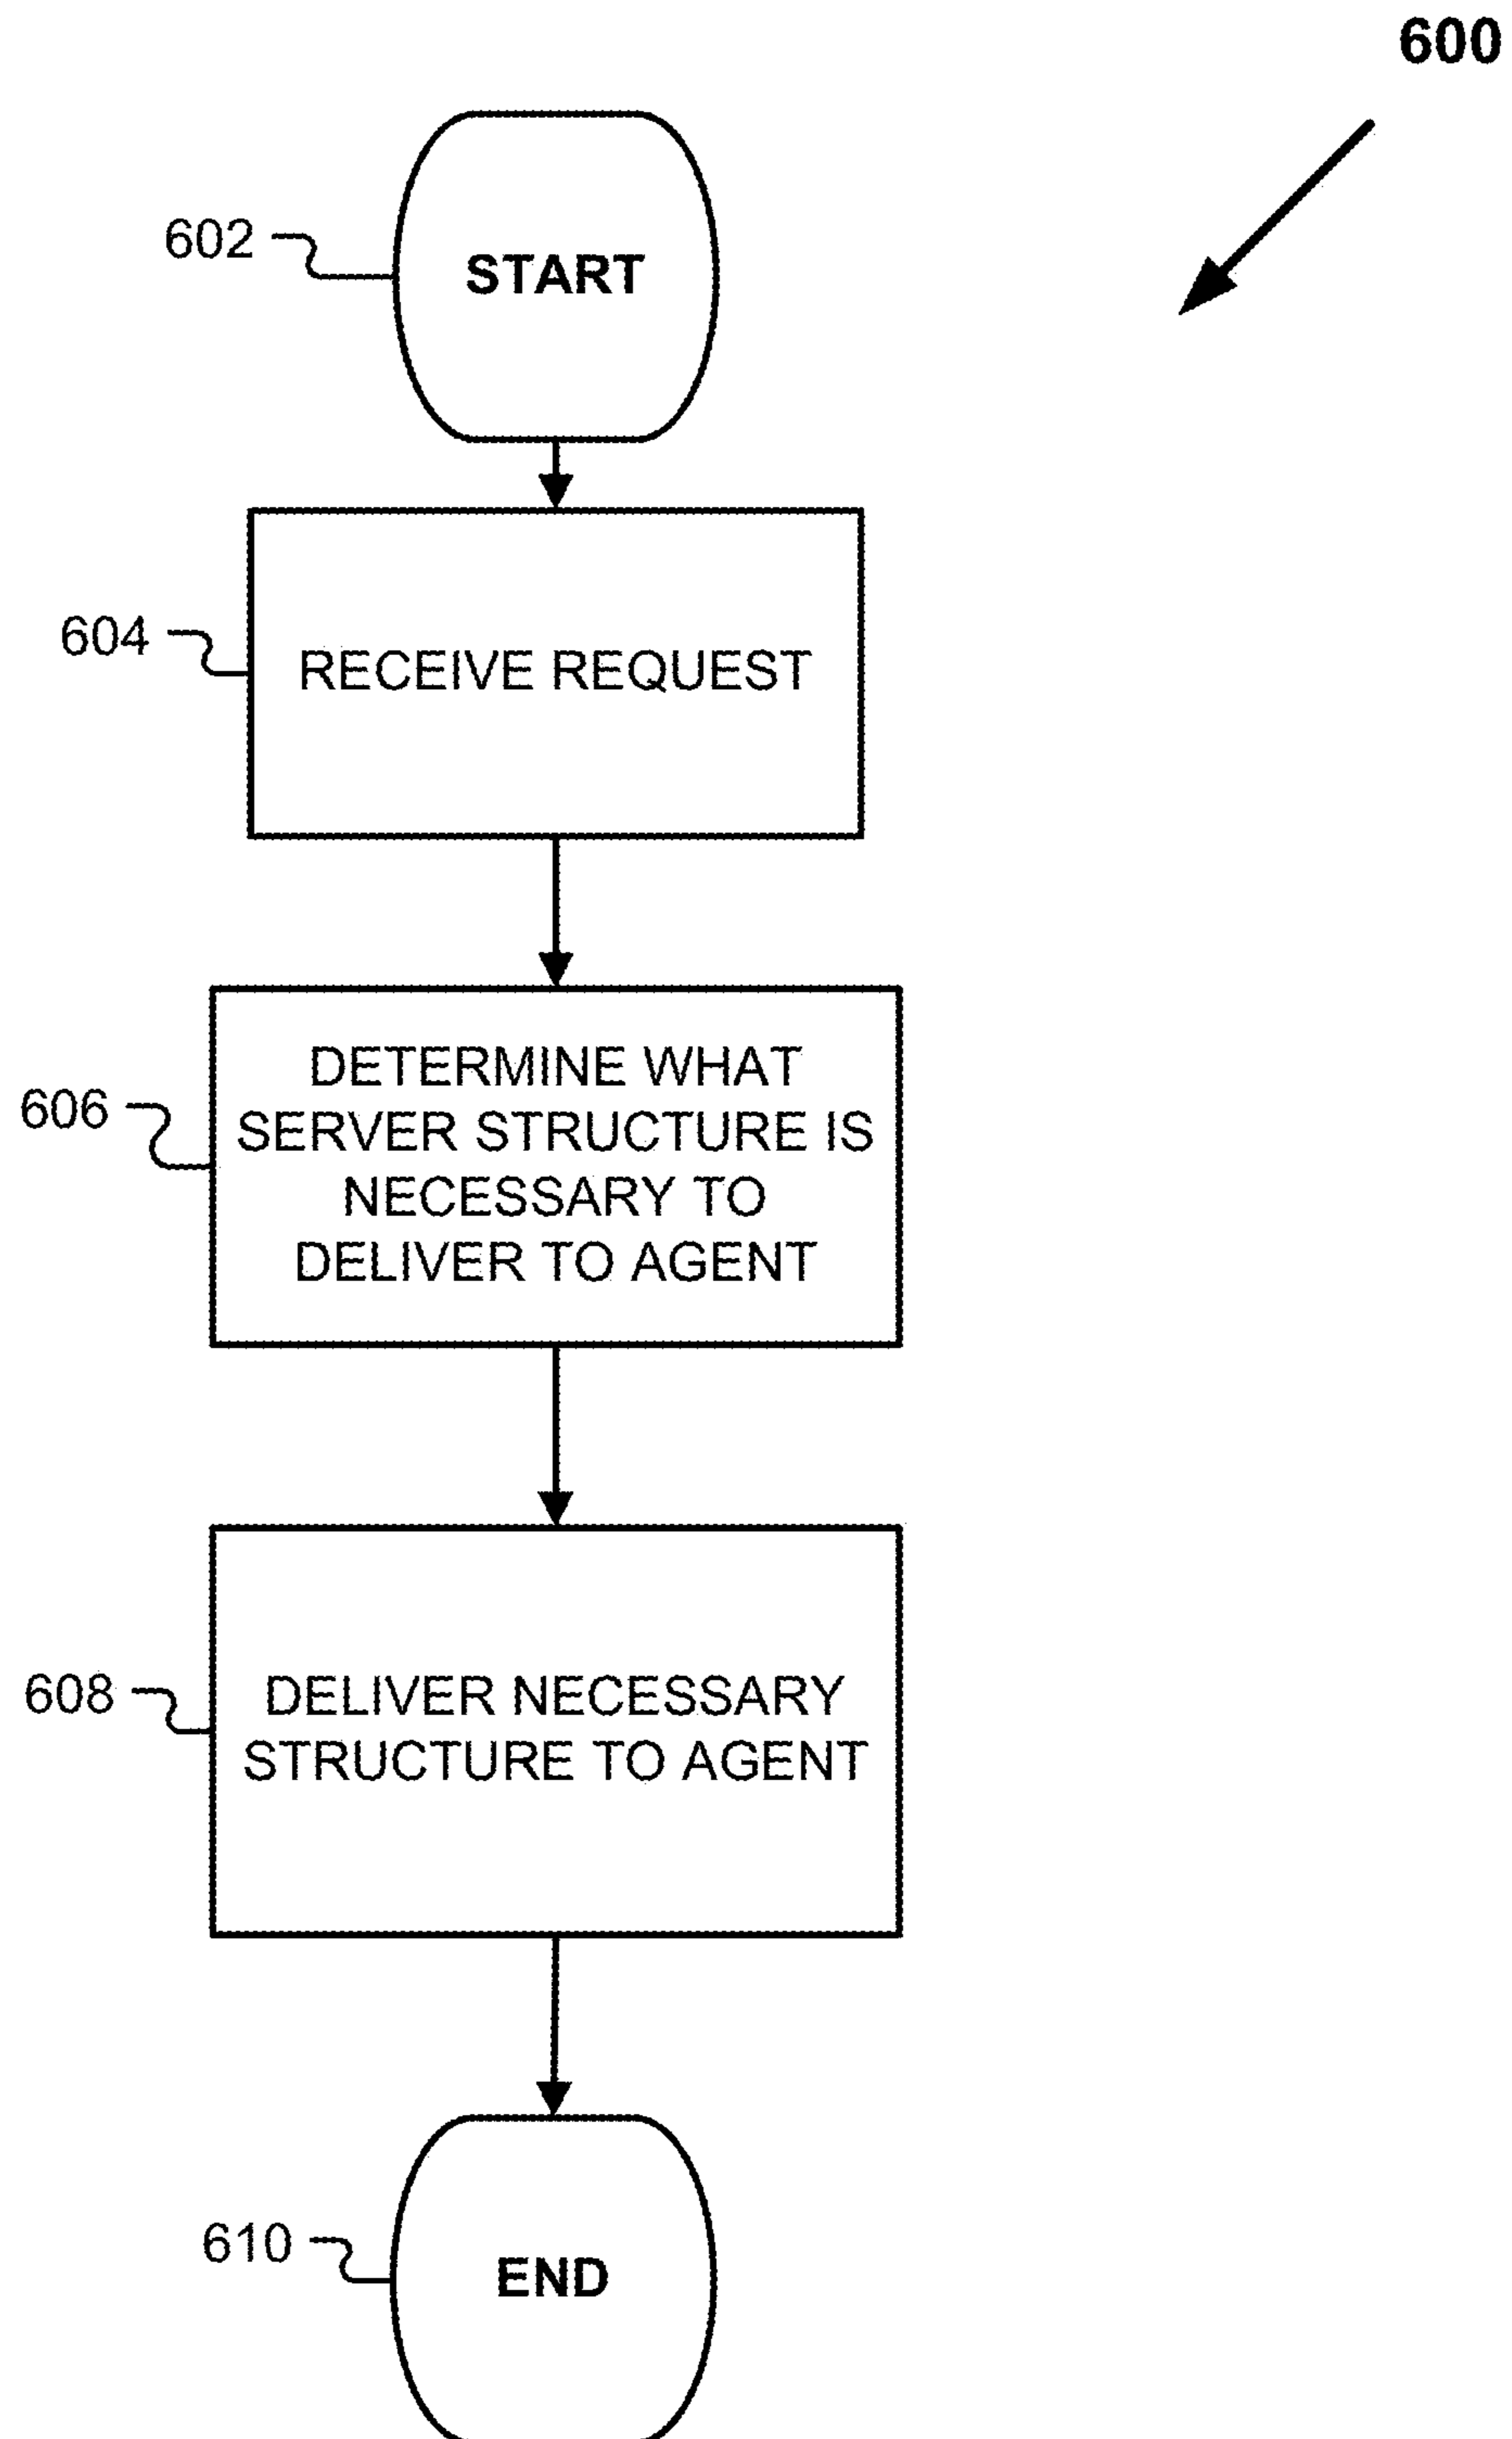 600
602
START
604
RECEIVE REQUEST
606
DETERMINE WHAT
SERVER STRUCTURE IS
NECESSARY TO
DELIVER TO AGENT
608
DELIVER NECESSARY
STRUCTURE TO AGENT
610
END